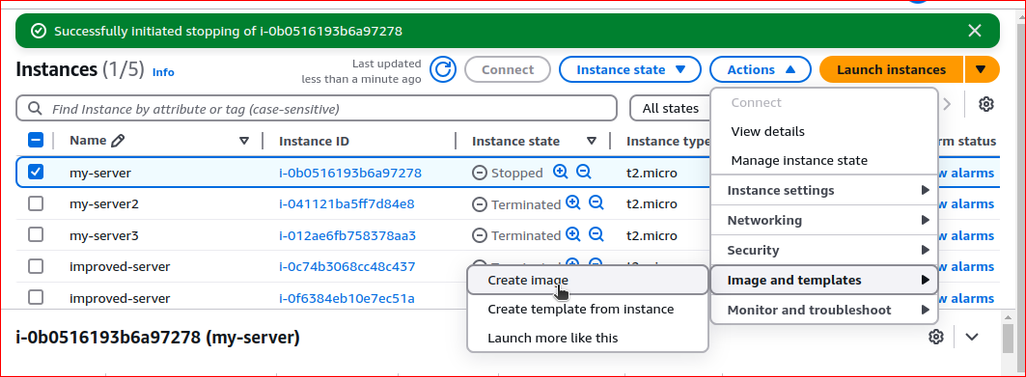 Successfully initiated stopping of i-0b0516193b6a97278
Instances (1/5) Info
Last updated
less than a minute ago
Connect
Instance state
Actions
Launch instances
Find Instance by attribute or tag (case-sensitive)
All states
Connect
View details
Manage instance state
Instance settings
Networking
Security
Image and templates
Monitor and troubleshoot
Name Instance ID Instance state Instance type rm status
my-server i-0b0516193b6a97278 Stopped t2.micro w alarms
my-server2 i-041121ba5ff7d84e8 Terminated t2.micro w alarms
my-server3 i-012ae6fb758378aa3 Terminated t2.micro w alarms
improved-server i-0c74b3068cc48c437 w alarms
improved-server i-0f6384eb10e7ec51a w alarms
Create image
Create template from instance
Launch more like this
i-0b0516193b6a97278 (my-server)